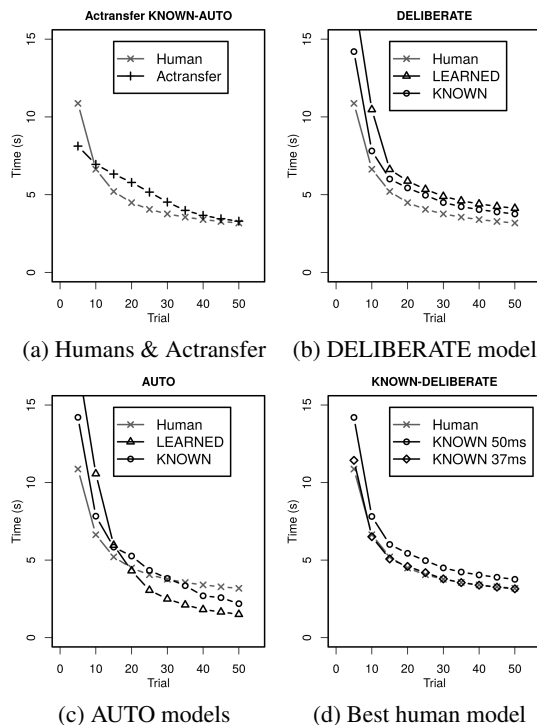 Actransfer KNOWN-AUTO
Human
Actransfer
Time (s)
15
10
5
0
0 10 20 30 40 50
Trial
(a) Humans & Actransfer
DELIBERATE
Human
LEARNED
KNOWN
Time (s)
15
10
5
0
0 10 20 30 40 50
Trial
(b) DELIBERATE model
AUTO
Human
LEARNED
KNOWN
Time (s)
15
10
5
0
0 10 20 30 40 50
Trial
(c) AUTO models
KNOWN-DELIBERATE
Human
KNOWN 50ms
KNOWN 37ms
Time (s)
15
10
5
0
0 10 20 30 40 50
Trial
(d) Best human model